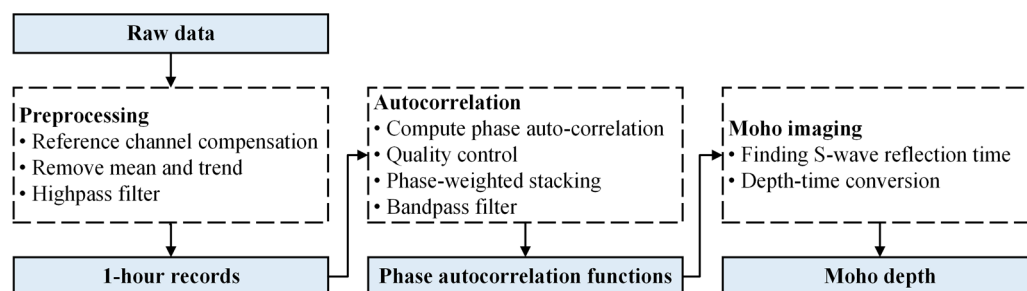 Raw data
Preprocessing
• Reference channel compensation
• Remove mean and trend
• Highpass filter
1-hour records
Autocorrelation
• Compute phase auto-correlation
• Quality control
• Phase-weighted stacking
• Bandpass filter
Phase autocorrelation functions
Moho imaging
• Finding S-wave reflection time
• Depth-time conversion
Moho depth